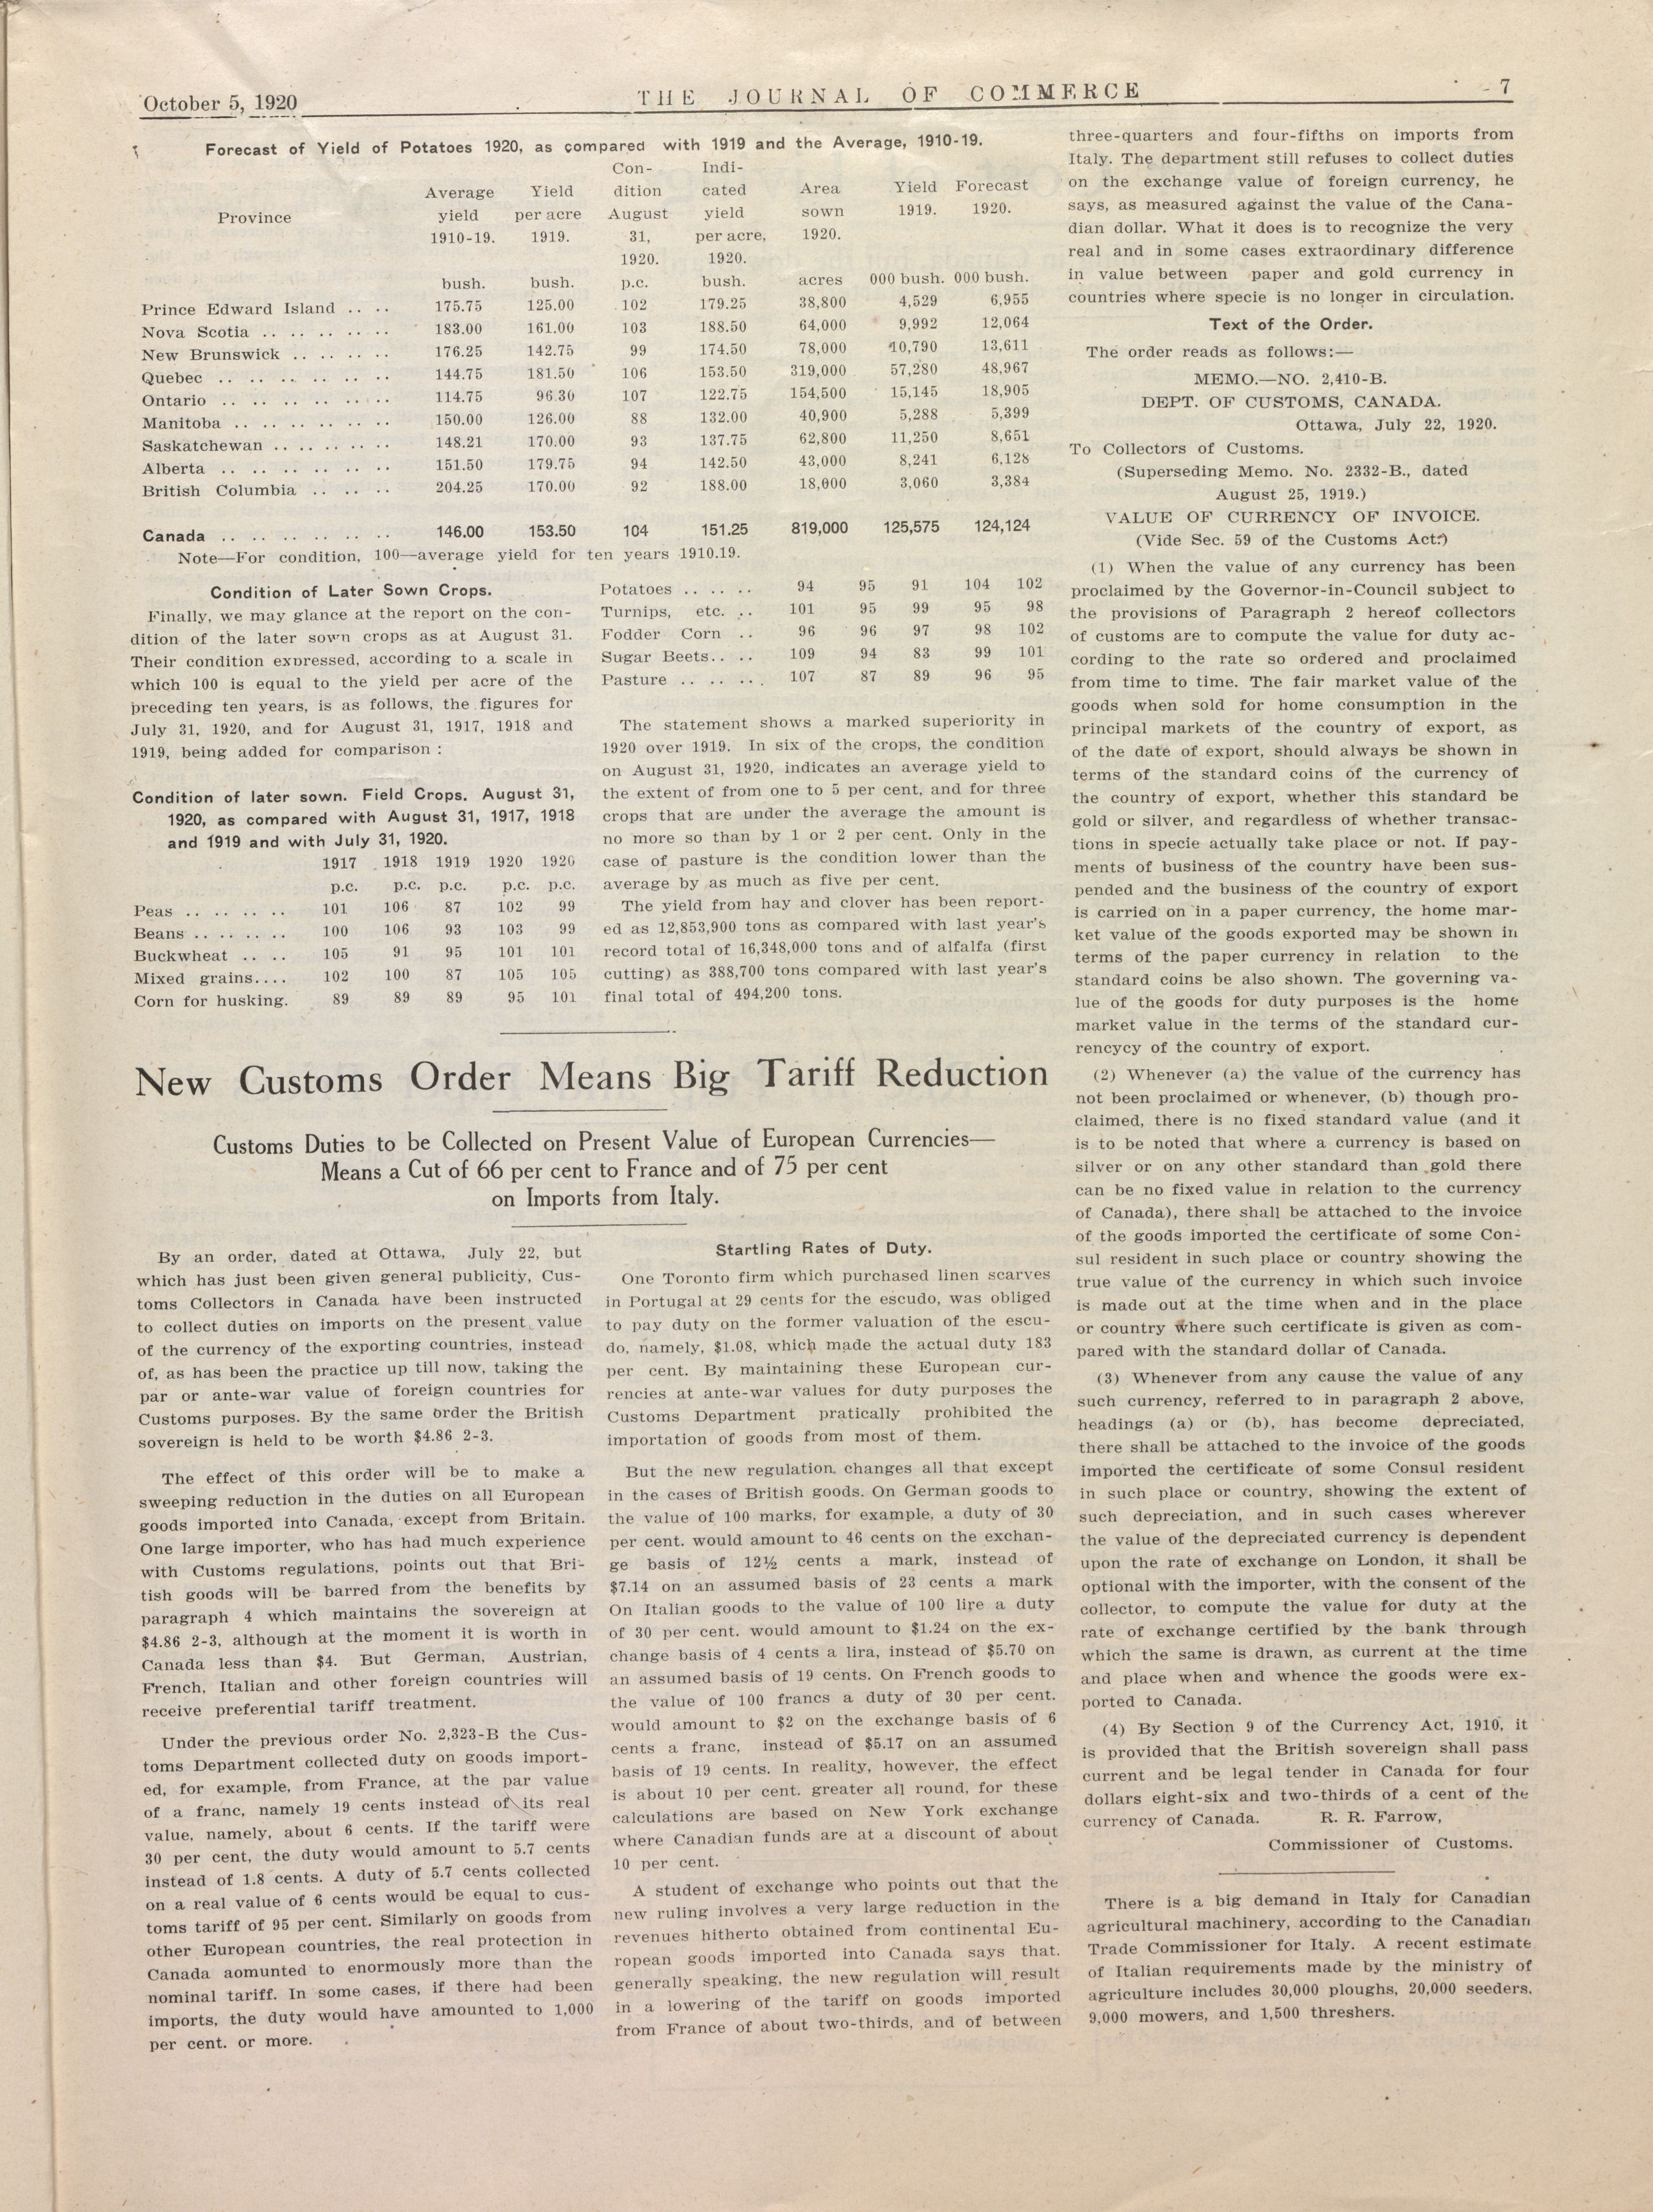 October 5, 1920 THE JOURNAL OF COMMERCE 7
Forecast of Yield of Potatoes 1920, as compared with 1919 and the Average, 1910-19.
Con- Indi-
Average Yield dition cated Area Yield Forecast
Province yield per acre August yield sown 1919. 1920.
1910-19. 1919. 31, per acre, 1920.
1920. 1920.
bush. bush. p.c. bush. acres 000 bush. 000 bush.
Prince Edward Island .. .. 175.75 125.00 102 179.25 38,800 4,529 6,955
Nova Scotia .. .. .. .. .. 183.00 161.00 103 188.50 64,000 9,992 12,064
New Brunswick .. .. .. .. 176.25 142.75 99 174.50 78,000 10,790 13,611
Quebec .. .. .. .. .. .. .. 144.75 181.50 106 153.50 319,000 57,280 48,967
Ontario .. .. .. .. .. .. .. 114.75 96.30 107 122.75 154,500 15,145 18,905
Manitoba .. .. .. .. .. .. 150.00 126.00 88 132.00 40,900 5,288 5,399
Saskatchewan .. .. .. .. .. 148.21 170.00 93 137.75 62,800 11,250 8,651
Alberta .. .. .. .. .. .. .. 151.50 179.75 94 142.50 43,000 8,241 6,128
British Columbia .. .. .. 204.25 170.00 92 188.00 18,000 3,060 3,384
Canada .. .. .. .. .. .. .. 146.00 153.50 104 151.25 819,000 125,575 124,124
Note—For condition, 100—average yield for ten years 1910.19.
Condition of Later Sown Crops.
Finally, we may glance at the report on the con-
dition of the later sown crops as at August 31.
Their condition expressed, according to a scale in
which 100 is equal to the yield per acre of the
preceding ten years, is as follows, the figures for
July 31, 1920, and for August 31, 1917, 1918 and
1919, being added for comparison :
Condition of later sown. Field Crops. August 31,
1920, as compared with August 31, 1917, 1918
and 1919 and with July 31, 1920.
1917 1918 1919 1920 1920
p.c. p.c. p.c. p.c. p.c.
Peas .. .. .. .. 101 106 87 102 99
Beans .. .. .. .. 100 106 93 103 99
Buckwheat .. .. 105 91 95 101 101
Mixed grains.... 102 100 87 105 105
Corn for husking. 89 89 89 95 101
Potatoes .. .. .. 94 95 91 104 102
Turnips, etc. .. 101 95 99 95 98
Fodder Corn .. 96 96 97 98 102
Sugar Beets.. .. 109 94 83 99 101
Pasture .. .. ... 107 87 89 96 95
The statement shows a marked superiority in
1920 over 1919. In six of the crops, the condition
on August 31, 1920, indicates an average yield to
the extent of from one to 5 per cent, and for three
crops that are under the average the amount is
no more so than by 1 or 2 per cent. Only in the
case of pasture is the condition lower than the
average by as much as five per cent.
The yield from hay and clover has been report-
ed as 12,853,900 tons as compared with last year's
record total of 16,348,000 tons and of alfalfa (first
cutting) as 388,700 tons compared with last year's
final total of 494,200 tons.
New Customs Order Means Big Tariff Reduction
Customs Duties to be Collected on Present Value of European Currencies—
Means a Cut of 66 per cent to France and of 75 per cent
on Imports from Italy.
By an order, dated at Ottawa, July 22, but
which has just been given general publicity, Cus-
toms Collectors in Canada have been instructed
to collect duties on imports on the present value
of the currency of the exporting countries, instead
of, as has been the practice up till now, taking the
par or ante-war value of foreign countries for
Customs purposes. By the same order the British
sovereign is held to be worth $4.86 2-3.
The effect of this order will be to make a
sweeping reduction in the duties on all European
goods imported into Canada, except from Britain.
One large importer, who has had much experience
with Customs regulations, points out that Bri-
tish goods will be barred from the benefits by
paragraph 4 which maintains the sovereign at
$4.86 2-3, although at the moment it is worth in
Canada less than $4. But German, Austrian,
French, Italian and other foreign countries will
receive preferential tariff treatment.
Under the previous order No. 2,323-B the Cus-
toms Department collected duty on goods import-
ed, for example, from France, at the par value
of a franc, namely 19 cents instead of its real
value, namely, about 6 cents. If the tariff were
30 per cent, the duty would amount to 5.7 cents
instead of 1.8 cents. A duty of 5.7 cents collected
on a real value of 6 cents would be equal to cus-
toms tariff of 95 per cent. Similarly on goods from
other European countries, the real protection in
Canada aomunted to enormously more than the
nominal tariff. In some cases, if there had been
imports, the duty would have amounted to 1,000
per cent. or more.
Startling Rates of Duty.
One Toronto firm which purchased linen scarves
in Portugal at 29 cents for the escudo, was obliged
to pay duty on the former valuation of the escu-
do, namely, $1.08, which made the actual duty 183
per cent. By maintaining these European cur-
rencies at ante-war values for duty purposes the
Customs Department pratically prohibited the
importation of goods from most of them.
But the new regulation changes all that except
in the cases of British goods. On German goods to
the value of 100 marks, for example, a duty of 30
per cent. would amount to 46 cents on the exchan-
ge basis of 12½ cents a mark, instead of
$7.14 on an assumed basis of 23 cents a mark
On Italian goods to the value of 100 lire a duty
of 30 per cent. would amount to $1.24 on the ex-
change basis of 4 cents a lira, instead of $5.70 on
an assumed basis of 19 cents. On French goods to
the value of 100 francs a duty of 30 per cent.
would amount to $2 on the exchange basis of 6
cents a franc, instead of $5.17 on an assumed
basis of 19 cents. In reality, however, the effect
is about 10 per cent. greater all round, for these
calculations are based on New York exchange
where Canadian funds are at a discount of about
10 per cent.
A student of exchange who points out that the
new ruling involves a very large reduction in the
revenues hitherto obtained from continental Eu-
ropean goods imported into Canada says that.
generally speaking, the new regulation will result
in a lowering of the tariff on goods imported
from France of about two-thirds, and of between
three-quarters and four-fifths on imports from
Italy. The department still refuses to collect duties
on the exchange value of foreign currency, he
says, as measured against the value of the Cana-
dian dollar. What it does is to recognize the very
real and in some cases extraordinary difference
in value between paper and gold currency in
countries where specie is no longer in circulation.
Text of the Order.
The order reads as follows:—
MEMO.—NO. 2,410-B.
DEPT. OF CUSTOMS, CANADA.
Ottawa, July 22, 1920.
To Collectors of Customs.
(Superseding Memo. No. 2332-B., dated
August 25, 1919.)
VALUE OF CURRENCY OF INVOICE.
(Vide Sec. 59 of the Customs Act.)
(1) When the value of any currency has been
proclaimed by the Governor-in-Council subject to
the provisions of Paragraph 2 hereof collectors
of customs are to compute the value for duty ac-
cording to the rate so ordered and proclaimed
from time to time. The fair market value of the
goods when sold for home consumption in the
principal markets of the country of export, as
of the date of export, should always be shown in
terms of the standard coins of the currency of
the country of export, whether this standard be
gold or silver, and regardless of whether transac-
tions in specie actually take place or not. If pay-
ments of business of the country have been sus-
pended and the business of the country of export
is carried on in a paper currency, the home mar-
ket value of the goods exported may be shown in
terms of the paper currency in relation to the
standard coins be also shown. The governing va-
lue of the goods for duty purposes is the home
market value in the terms of the standard cur-
rencycy of the country of export.
(2) Whenever (a) the value of the currency has
not been proclaimed or whenever, (b) though pro-
claimed, there is no fixed standard value (and it
is to be noted that where a currency is based on
silver or on any other standard than gold there
can be no fixed value in relation to the currency
of Canada), there shall be attached to the invoice
of the goods imported the certificate of some Con-
sul resident in such place or country showing the
true value of the currency in which such invoice
is made out at the time when and in the place
or country where such certificate is given as com-
pared with the standard dollar of Canada.
(3) Whenever from any cause the value of any
such currency, referred to in paragraph 2 above,
headings (a) or (b), has become depreciated,
there shall be attached to the invoice of the goods
imported the certificate of some Consul resident
in such place or country, showing the extent of
such depreciation, and in such cases wherever
the value of the depreciated currency is dependent
upon the rate of exchange on London, it shall be
optional with the importer, with the consent of the
collector, to compute the value for duty at the
rate of exchange certified by the bank through
which the same is drawn, as current at the time
and place when and whence the goods were ex-
ported to Canada.
(4) By Section 9 of the Currency Act, 1910, it
is provided that the British sovereign shall pass
current and be legal tender in Canada for four
dollars eight-six and two-thirds of a cent of the
currency of Canada. R. R. Farrow,
Commissioner of Customs.
There is a big demand in Italy for Canadian
agricultural machinery, according to the Canadian
Trade Commissioner for Italy. A recent estimate
of Italian requirements made by the ministry of
agriculture includes 30,000 ploughs, 20,000 seeders.
9,000 mowers, and 1,500 threshers.